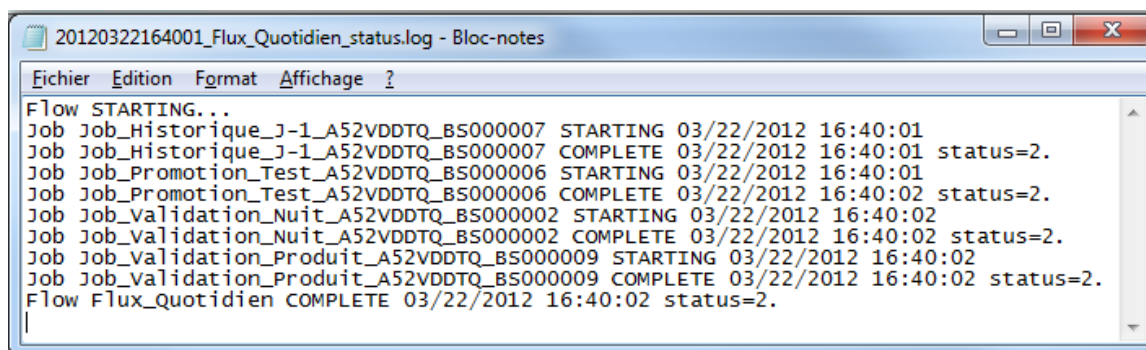 20120322164001_Flux_Quotidien_status.log - Bloc-notes
Fichier Edition Format Affichage ?
Flow STARTING...
Job Job_Historique_J-1_A52VDDTQ_BS000007 STARTING 03/22/2012 16:40:01
Job Job_Historique_J-1_A52VDDTQ_BS000007 COMPLETE 03/22/2012 16:40:01 status=2.
Job Job_Promotion_Test_A52VDDTQ_BS000006 STARTING 03/22/2012 16:40:01
Job Job_Promotion_Test_A52VDDTQ_BS000006 COMPLETE 03/22/2012 16:40:02 status=2.
Job Job_Validation_Nuit_A52VDDTQ_BS000002 STARTING 03/22/2012 16:40:02
Job Job_Validation_Nuit_A52VDDTQ_BS000002 COMPLETE 03/22/2012 16:40:02 status=2.
Job Job_Validation_Produit_A52VDDTQ_BS000009 STARTING 03/22/2012 16:40:02
Job Job_Validation_Produit_A52VDDTQ_BS000009 COMPLETE 03/22/2012 16:40:02 status=2.
Flow Flux_Quotidien COMPLETE 03/22/2012 16:40:02 status=2.